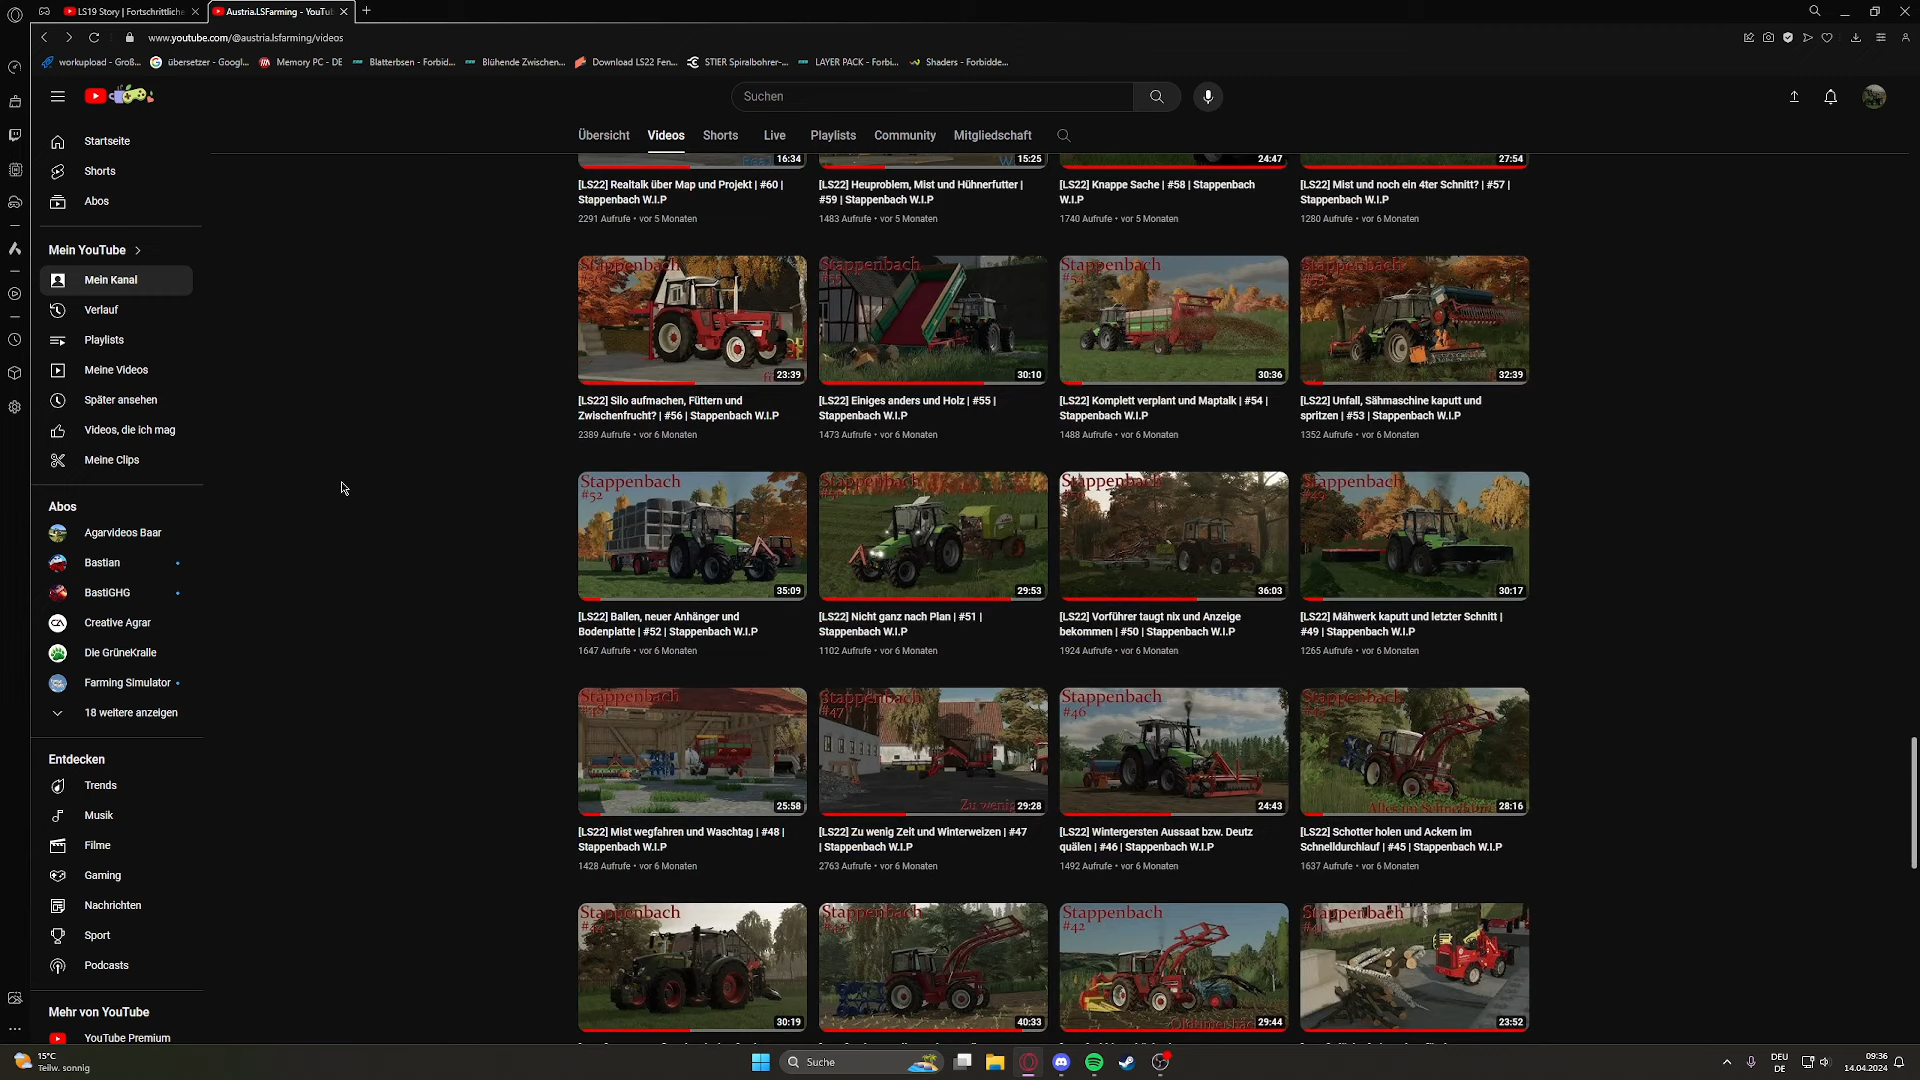 LS19 Story | Fortschrittliche
Austria.LSFarming - YouTu
www.youtube.com/@austria.lsfarming/videos
workupload - Groß...
übersetzer - Googl...
Memory PC - DE
Blatterbsen - Forbid...
Blühende Zwischen...
Download LS22 Fen...
STIER Spiralbohrer-...
LAYER PACK - Forbi...
Shaders - Forbidde...
Suchen
Übersicht
Videos
Shorts
Live
Playlists
Community
Mitgliedschaft
Startseite
Shorts
Abos
Mein YouTube
Mein Kanal
Verlauf
Playlists
Meine Videos
Später ansehen
Videos, die ich mag
Meine Clips
Abos
Agarvideos Baar
Bastian
BastiGHG
Creative Agrar
Die GrüneKralle
Farming Simulator
18 weitere anzeigen
Entdecken
Trends
Musik
Filme
Gaming
Nachrichten
Sport
Podcasts
Mehr von YouTube
YouTube Premium
16:34
15:25
24:47
27:54
[LS22] Realtalk über Map und Projekt | #60 |
Stappenbach W.I.P
2291 Aufrufe • vor 5 Monaten
[LS22] Heuproblem, Mist und Hühnerfutter |
#59 | Stappenbach W.I.P
1483 Aufrufe • vor 5 Monaten
[LS22] Knappe Sache | #58 | Stappenbach
W.I.P
1740 Aufrufe • vor 5 Monaten
[LS22] Mist und noch ein 4ter Schnitt? | #57 |
Stappenbach W.I.P
1280 Aufrufe • vor 6 Monaten
Stappenbach
23:39
[LS22] Silo aufmachen, Füttern und
Zwischenfrucht? | #56 | Stappenbach W.I.P
2389 Aufrufe • vor 6 Monaten
Stappenbach
30:10
[LS22] Einiges anders und Holz | #55 |
Stappenbach W.I.P
1473 Aufrufe • vor 6 Monaten
Stappenbach
#54
30:36
[LS22] Komplett verplant und Maptalk | #54 |
Stappenbach W.I.P
1488 Aufrufe • vor 6 Monaten
Stappenbach
32:39
[LS22] Unfall, Sähmaschine kaputt und
spritzen | #53 | Stappenbach W.I.P
1352 Aufrufe • vor 6 Monaten
Stappenbach
#52
35:09
[LS22] Ballen, neuer Anhänger und
Bodenplatte | #52 | Stappenbach W.I.P
1647 Aufrufe • vor 6 Monaten
Stappenbach
29:53
[LS22] Nicht ganz nach Plan | #51 |
Stappenbach W.I.P
1102 Aufrufe • vor 6 Monaten
Stappenbach
36:03
[LS22] Vorführer taugt nix und Anzeige
bekommen | #50 | Stappenbach W.I.P
1924 Aufrufe • vor 6 Monaten
Stappenbach
#49
30:17
[LS22] Mähwerk kaputt und letzter Schnitt |
#49 | Stappenbach W.I.P
1265 Aufrufe • vor 6 Monaten
Stappenbach
#48
25:58
[LS22] Mist wegfahren und Waschtag | #48 |
Stappenbach W.I.P
1428 Aufrufe • vor 6 Monaten
Stappenbach
#47
Zu wenig
29:28
[LS22] Zu wenig Zeit und Winterweizen | #47
| Stappenbach W.I.P
2763 Aufrufe • vor 6 Monaten
Stappenbach
#46
24:43
[LS22] Wintergersten Aussaat bzw. Deutz
quälen | #46 | Stappenbach W.I.P
1492 Aufrufe • vor 6 Monaten
Stappenbach
Alles im Schnelldurchl
28:16
[LS22] Schotter holen und Ackern im
Schnelldurchlauf | #45 | Stappenbach W.I.P
1637 Aufrufe • vor 6 Monaten
Stappenbach
30:19
Stappenbach
40:33
Stappenbach
#42
29:44
Stappenbach
#41
23:52
15°C
Teilw. sonnig
Suche
DEU
DE
09:36
14.04.2024